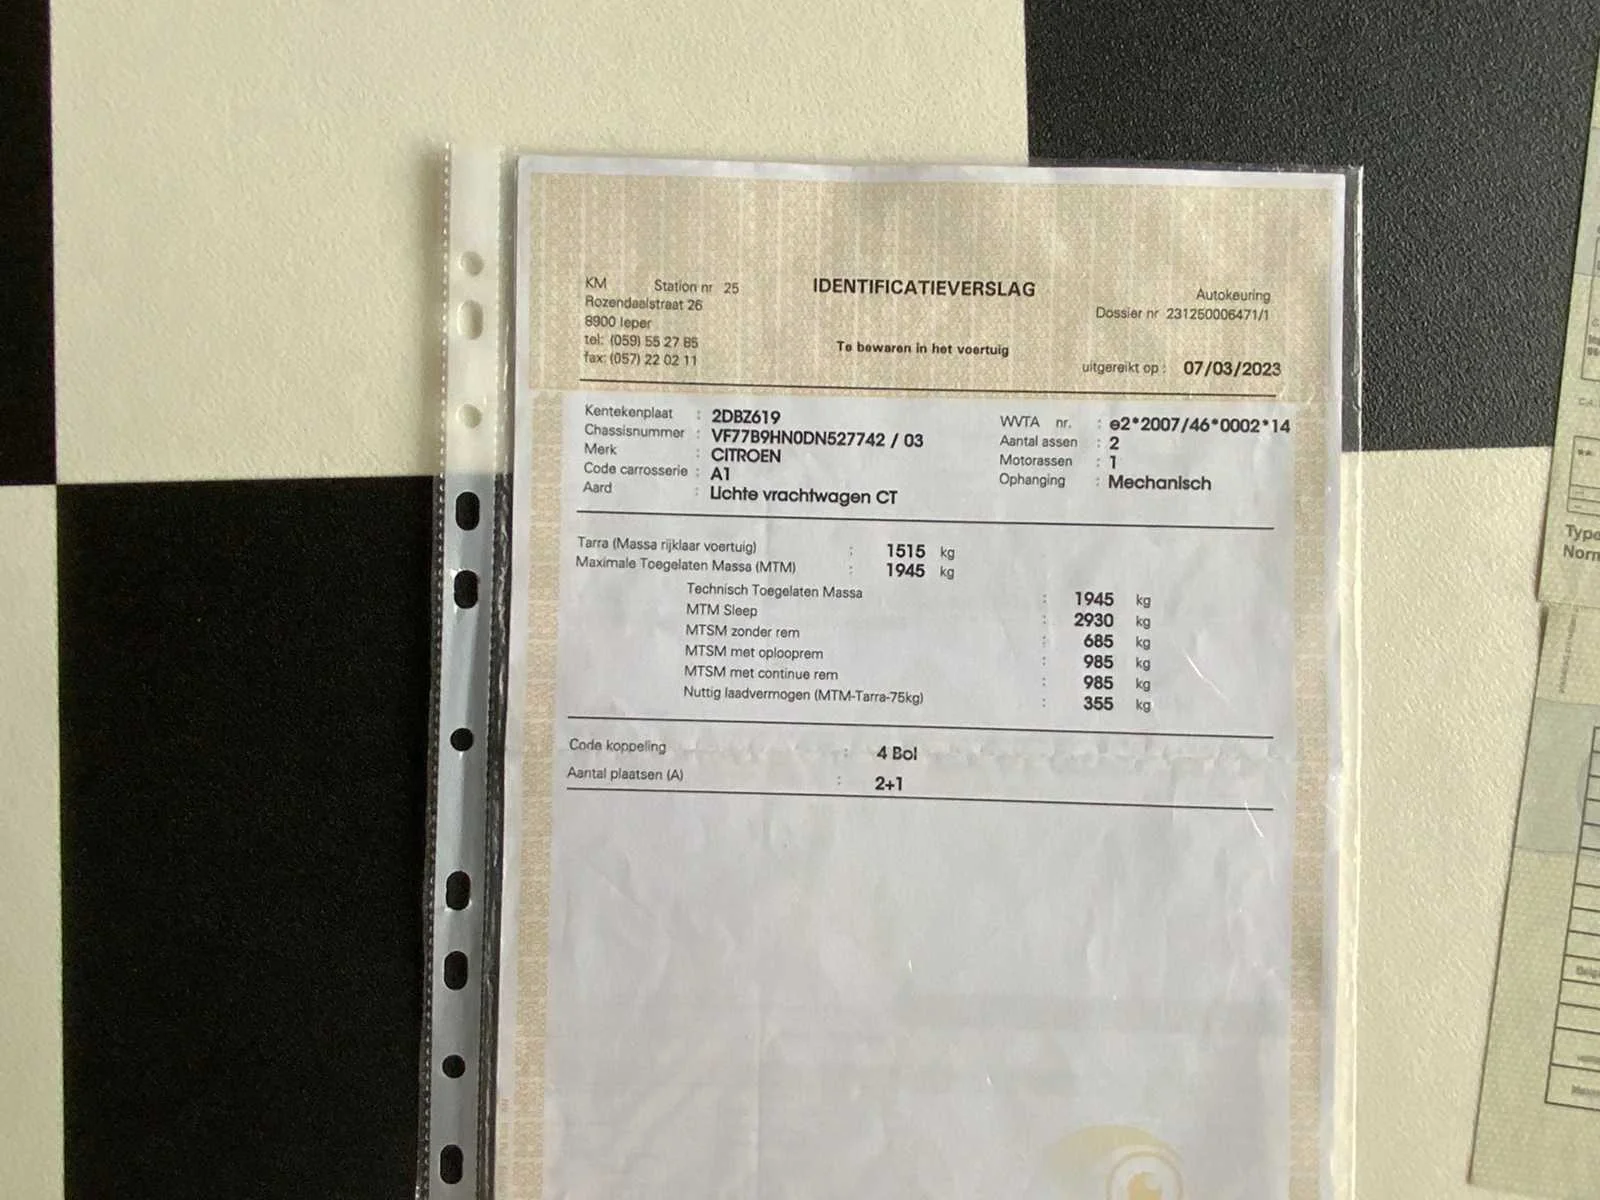 KM Station nr 25
Rozendaalstraat 26
8900 Ieper
tel: (059) 55 27 85
fax: (057) 22 02 11
IDENTIFICATIEVERSLAG
Te bewaren in het voertuig
Autokeuring
Dossier nr 231250006471/1
uitgereikt op : 07/03/2023
Kentekenplaat : 2DBZ619
Chassisnummer : VF77B9HN0DN527742 / 03
Merk : CITROEN
Code carrosserie : A1
Aard : Lichte vrachtwagen CT
WVTA nr. : e2*2007/46*0002*14
Aantal assen : 2
Motorassen : 1
Ophanging : Mechanisch
Tarra (Massa rijklaar voertuig) : 1515 kg
Maximale Toegelaten Massa (MTM) : 1945 kg
Technisch Toegelaten Massa : 1945 kg
MTM Sleep : 2930 kg
MTSM zonder rem : 685 kg
MTSM met oplooprem : 985 kg
MTSM met continue rem : 985 kg
Nuttig laadvermogen (MTM-Tarra-75kg) : 355 kg
Code koppeling : 4 Bol
Aantal plaatsen (A) : 2+1
Type
Norm